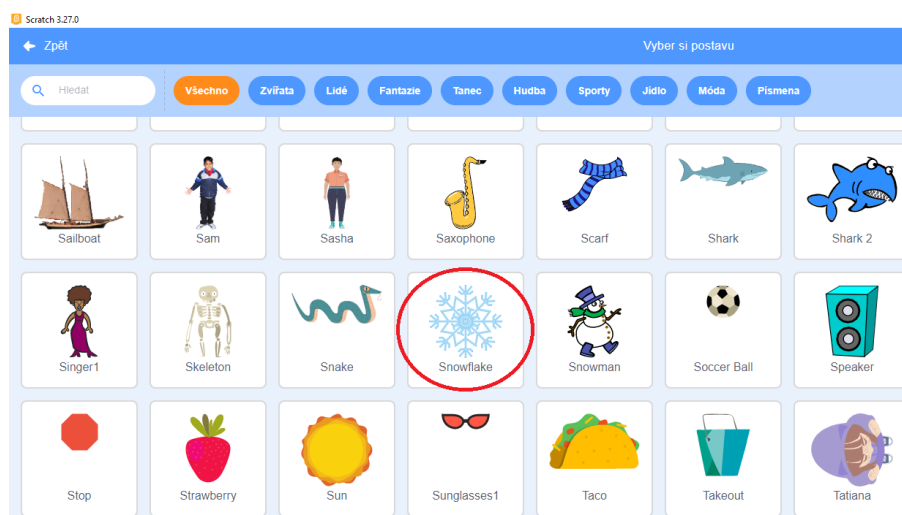 Scratch 3.27.0
Zpět
Vyber si postavu
Hledat
Všechno Zvířata Lidé Fantazie Tanec Hudba Sporty Jídlo Móda Písmena
Sailboat Sam Sasha Saxophone Scarf Shark Shark 2
Singer1 Skeleton Snake Snowflake Snowman Soccer Ball Speaker
Stop Strawberry Sun Sunglasses1 Taco Takeout Tatiana